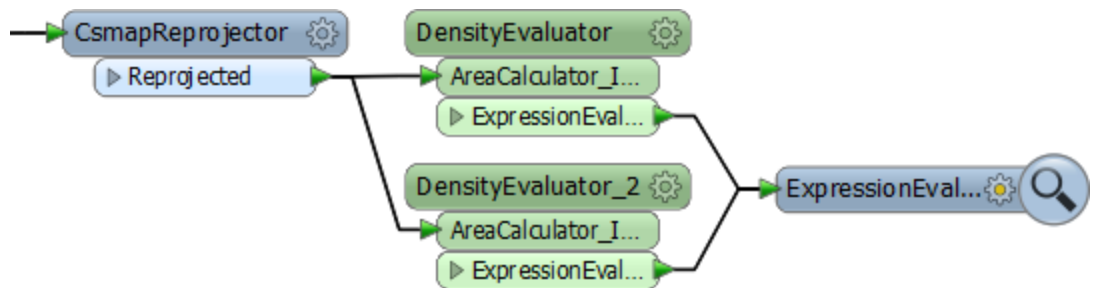 CsmapReprojector
Reprojected
DensityEvaluator
AreaCalculator_I...
ExpressionEval...
DensityEvaluator_2
AreaCalculator_I...
ExpressionEval...
ExpressionEval...